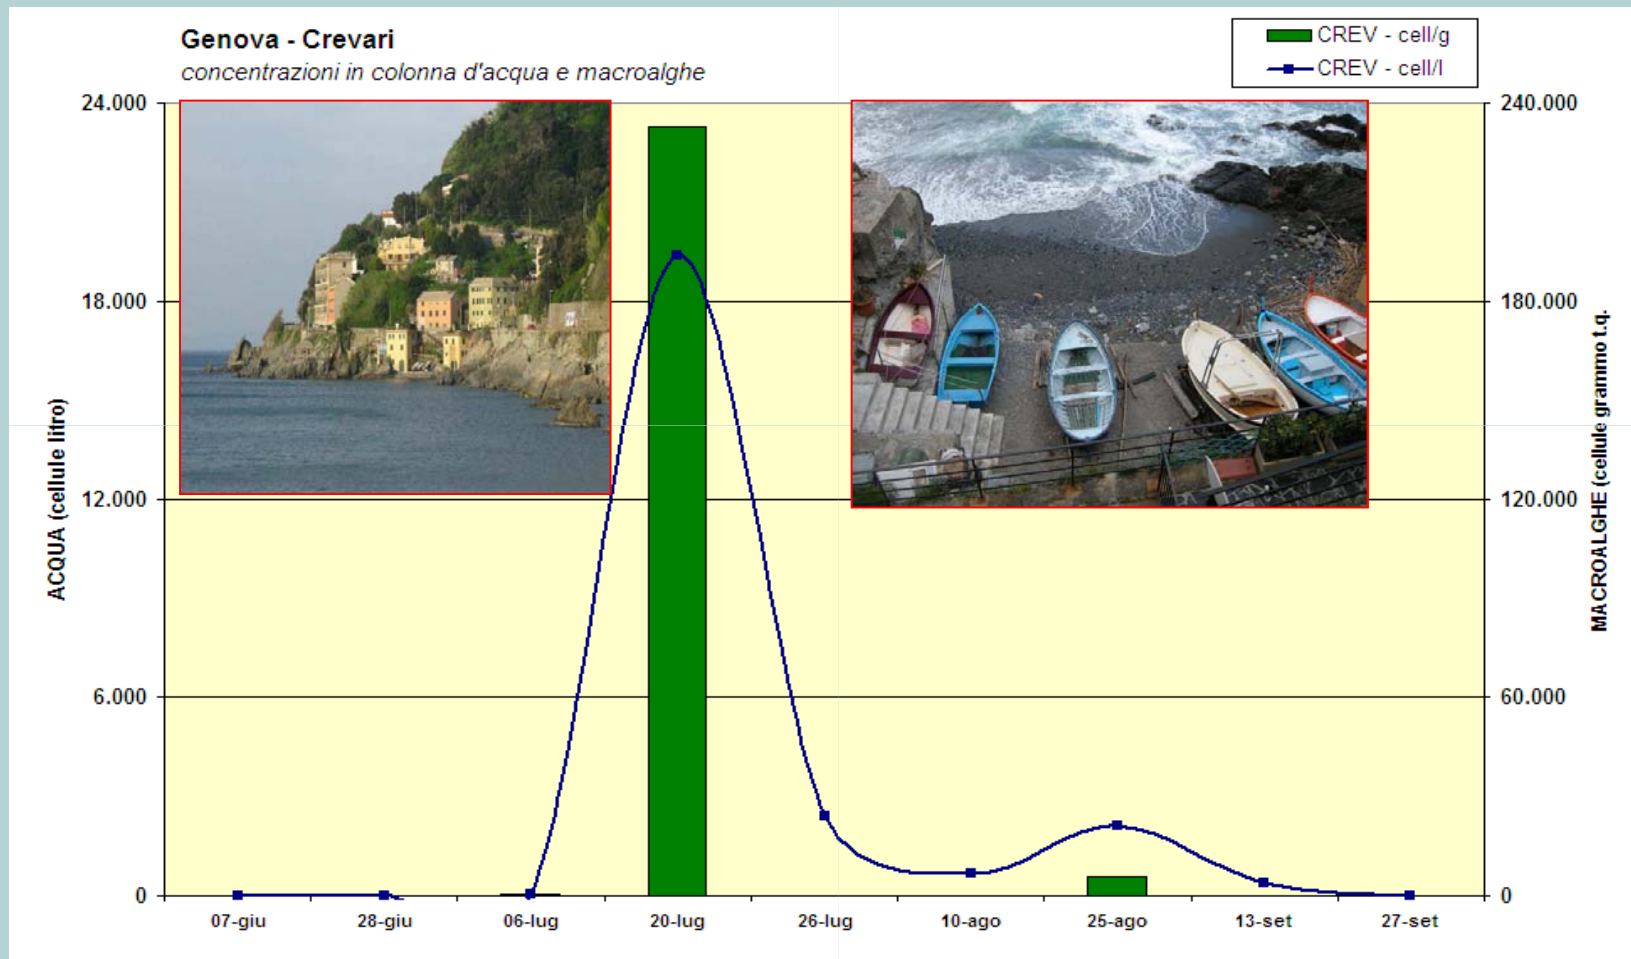 Genova - Crevari
concentrazioni in colonna d'acqua e macroalghe
CREV - cell/g
CREV - cell/l
24.000
18.000
12.000
6.000
0
ACQUA (cellule litro)
240.000
180.000
120.000
60.000
0
MACROALGHE (cellule grammo t.q.
07-giu
28-giu
06-lug
20-lug
26-lug
10-ago
25-ago
13-set
27-set